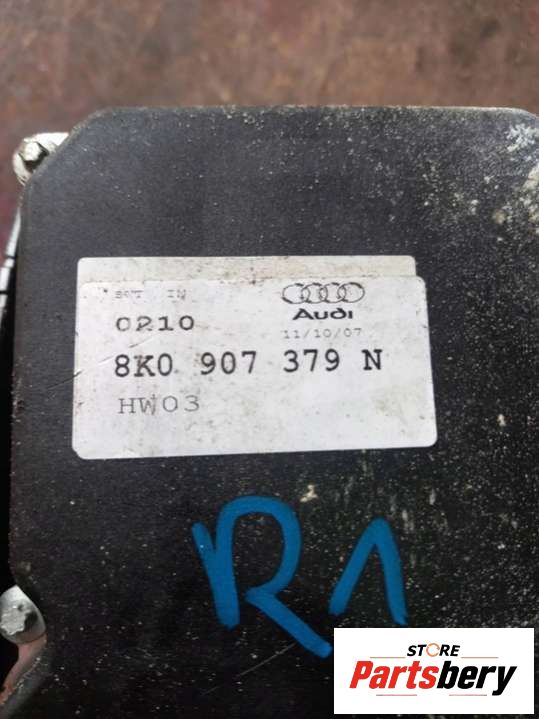 0210
Audi
11/10/07
8K0 907 379 N
HW03
R1
STORE
Partsbery